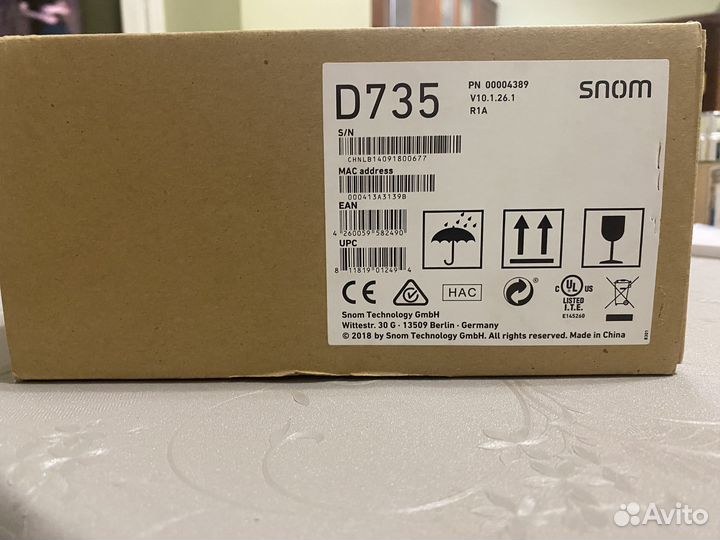 D735
PN 00004389
V10.1.26.1
R1A
snom
S/N
CHNLB14091800677
MAC address
000413A3139B
EAN
4 260059 582490
UPC
8 11819 01249 4
CE
HAC
C UL US
LISTED
I.T.E.
E145260
Snom Technology GmbH
Wittestr. 30 G · 13509 Berlin · Germany
© 2018 by Snom Technology GmbH. All rights reserved. Made in China
Avito